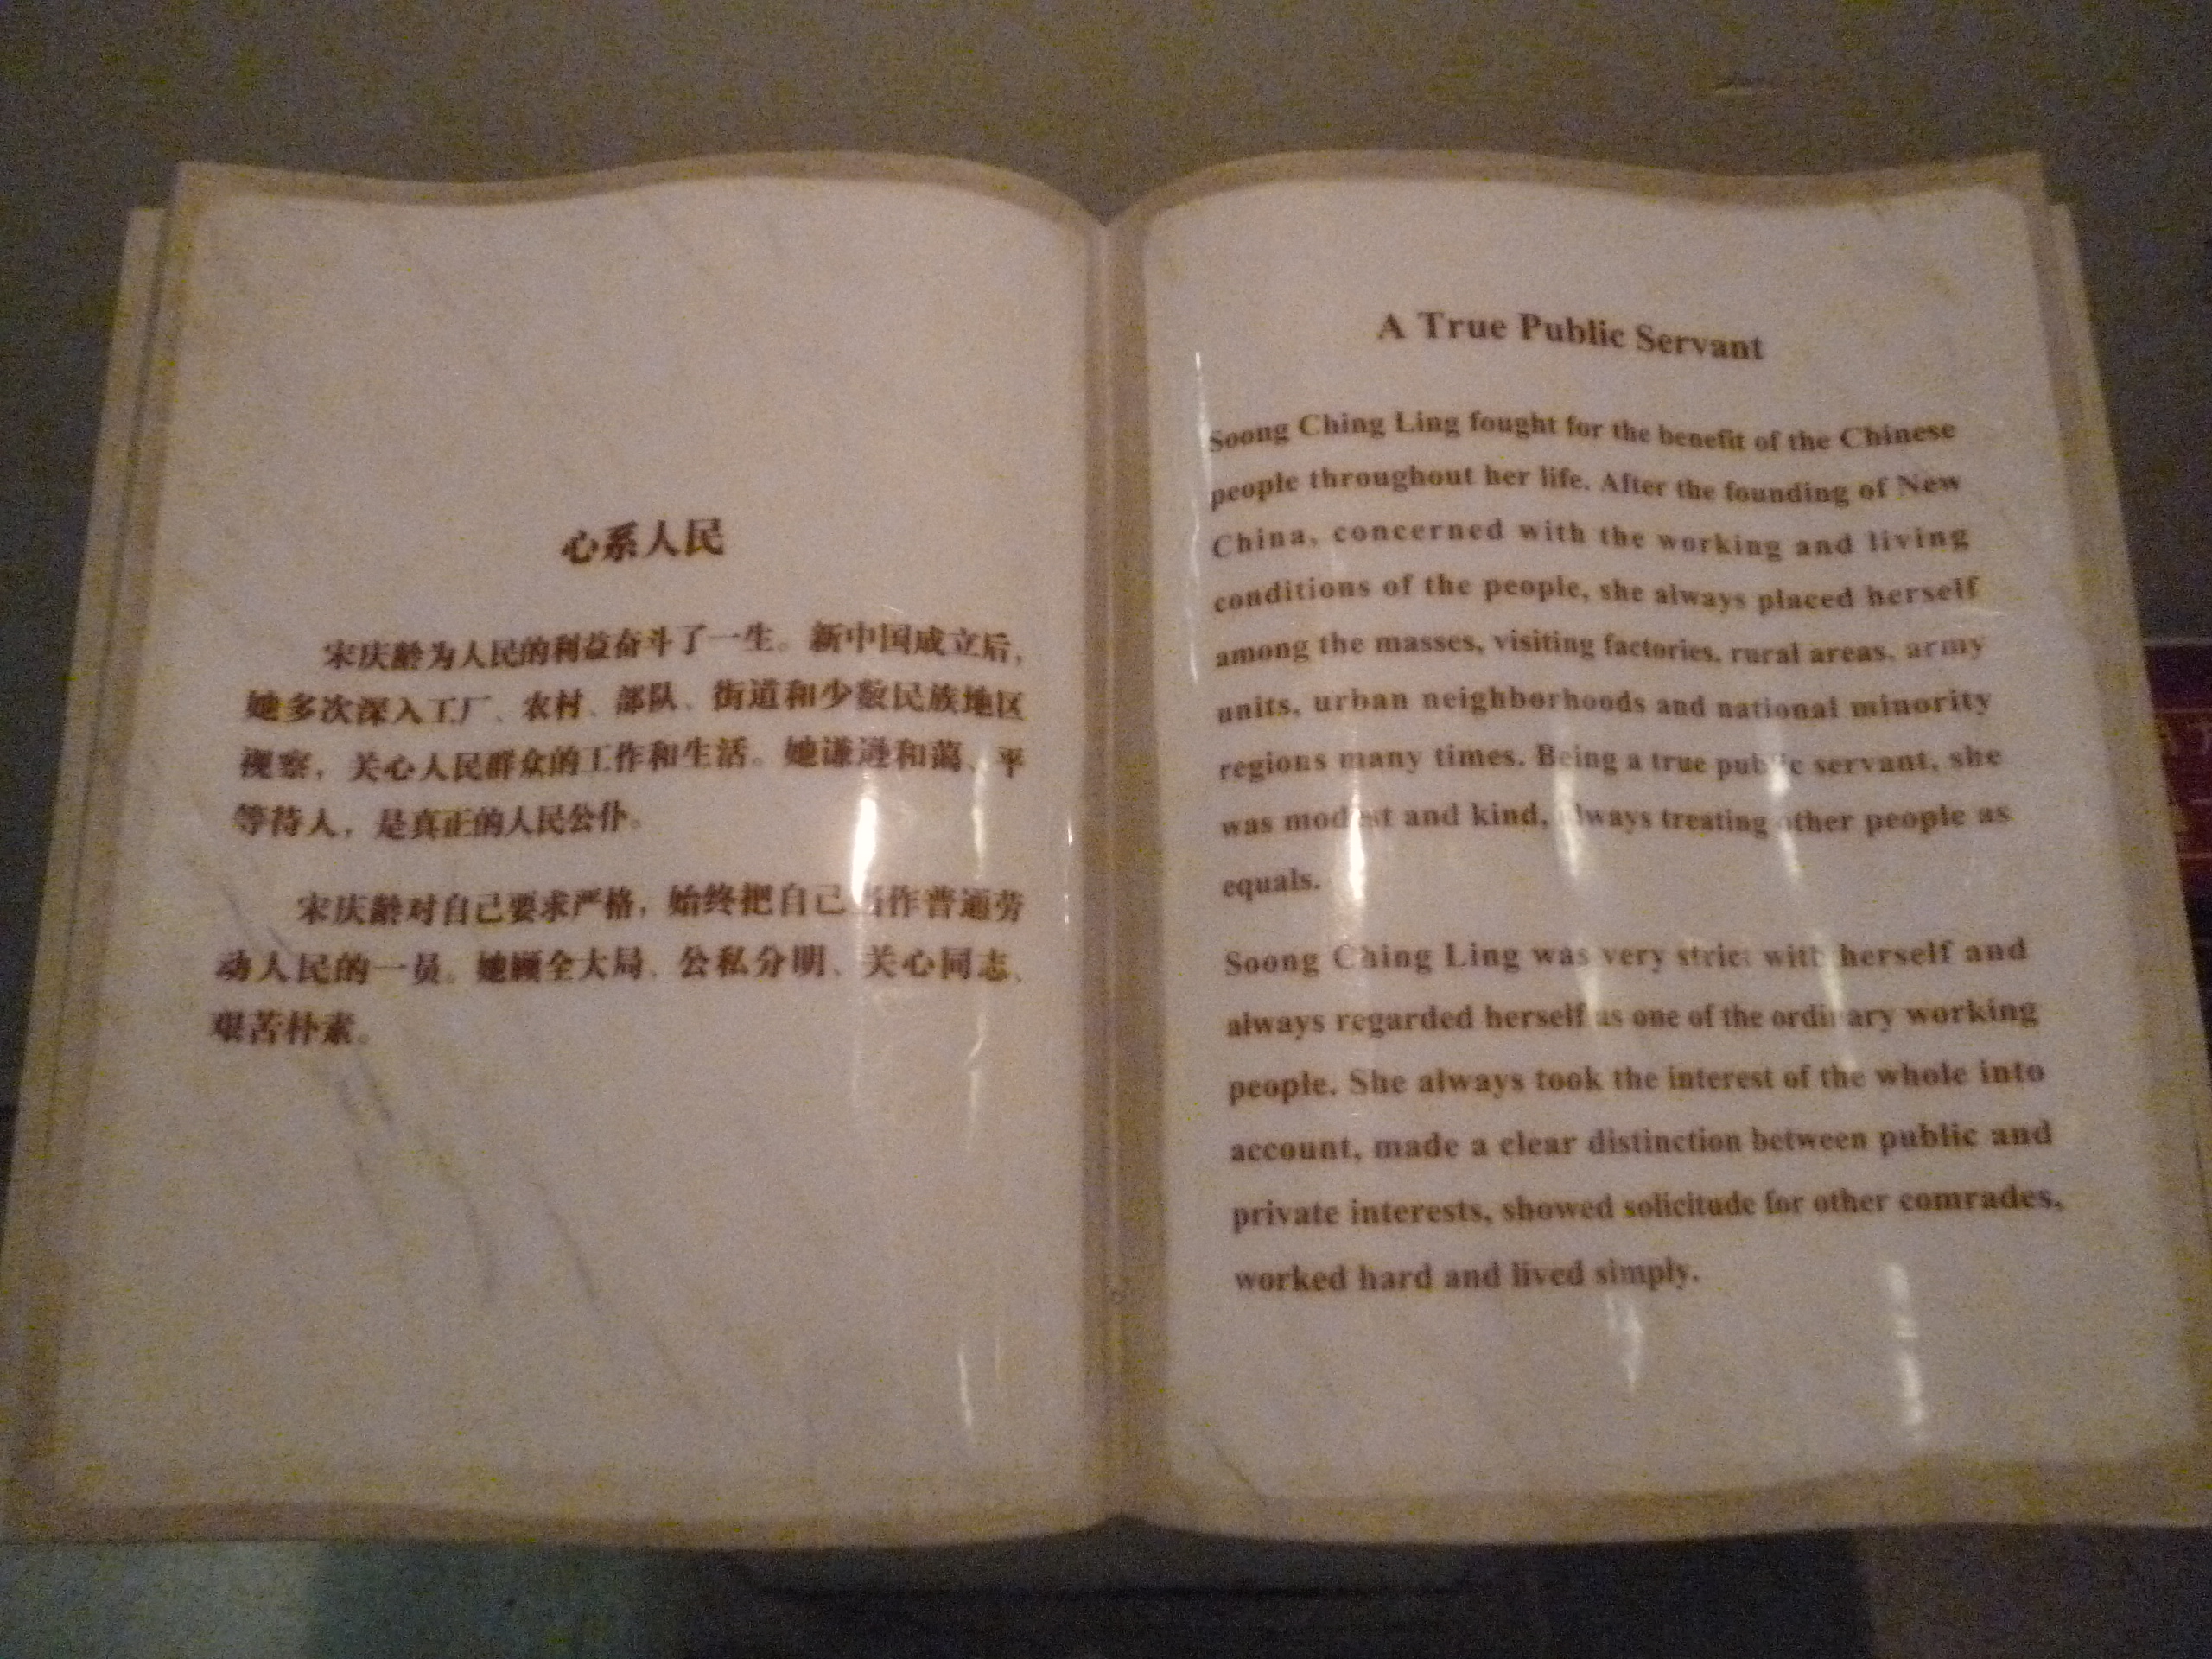 心系人民
宋庆龄为人民的利益奋斗了一生。新中国成立后，
她多次深入工厂、农村、部队、街道和少数民族地区
视察，关心人民群众的工作和生活。她谦逊和蔼、平
等待人，是真正的人民公仆。
宋庆龄对自己要求严格，始终把自己当作普通劳
动人民的一员。她顾全大局、公私分明、关心同志、
艰苦朴素。
A True Public Servant
Soong Ching Ling fought for the benefit of the Chinese
people throughout her life. After the founding of New
China, concerned with the working and living
conditions of the people, she always placed herself
among the masses, visiting factories, rural areas, army
units, urban neighborhoods and national minority
regions many times. Being a true public servant, she
was modest and kind, always treating other people as
equals.
Soong Ching Ling was very strict with herself and
always regarded herself as one of the ordinary working
people. She always took the interest of the whole into
account, made a clear distinction between public and
private interests, showed solicitude for other comrades,
worked hard and lived simply.